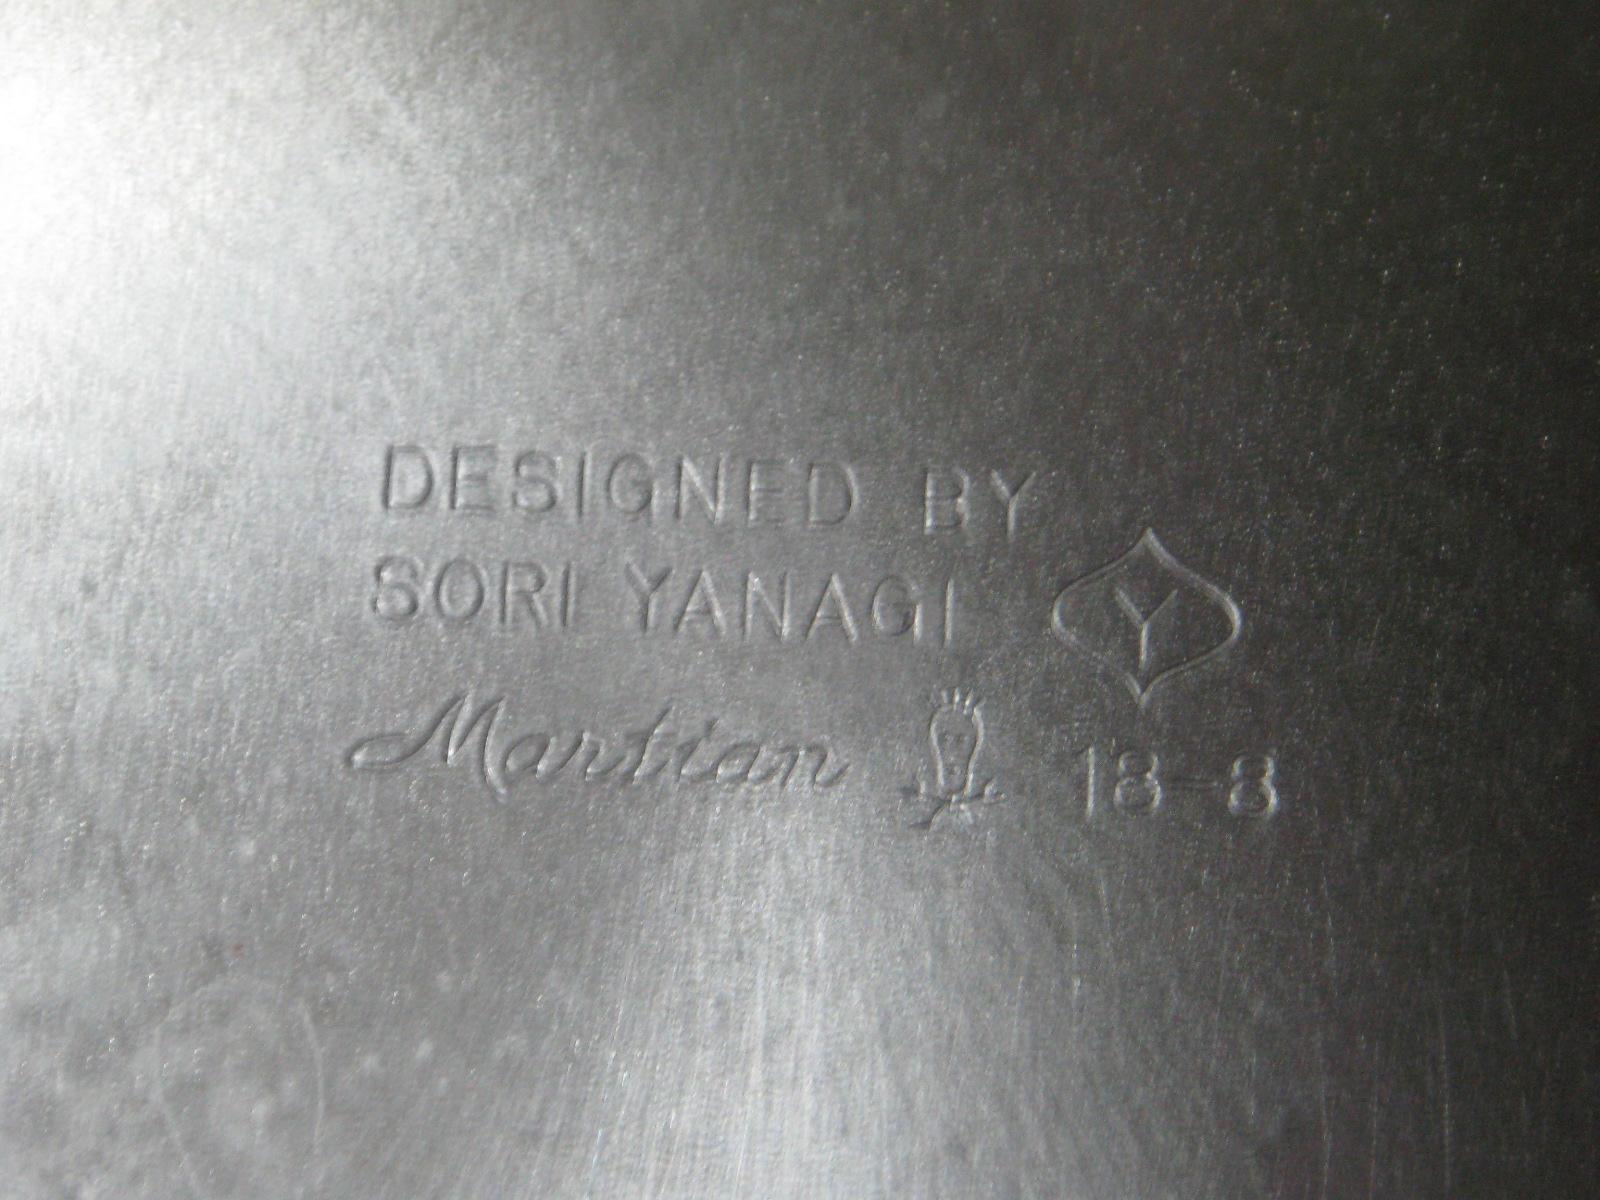 DESIGNED BY
SORI YANAGI
Y
Martian 18-8